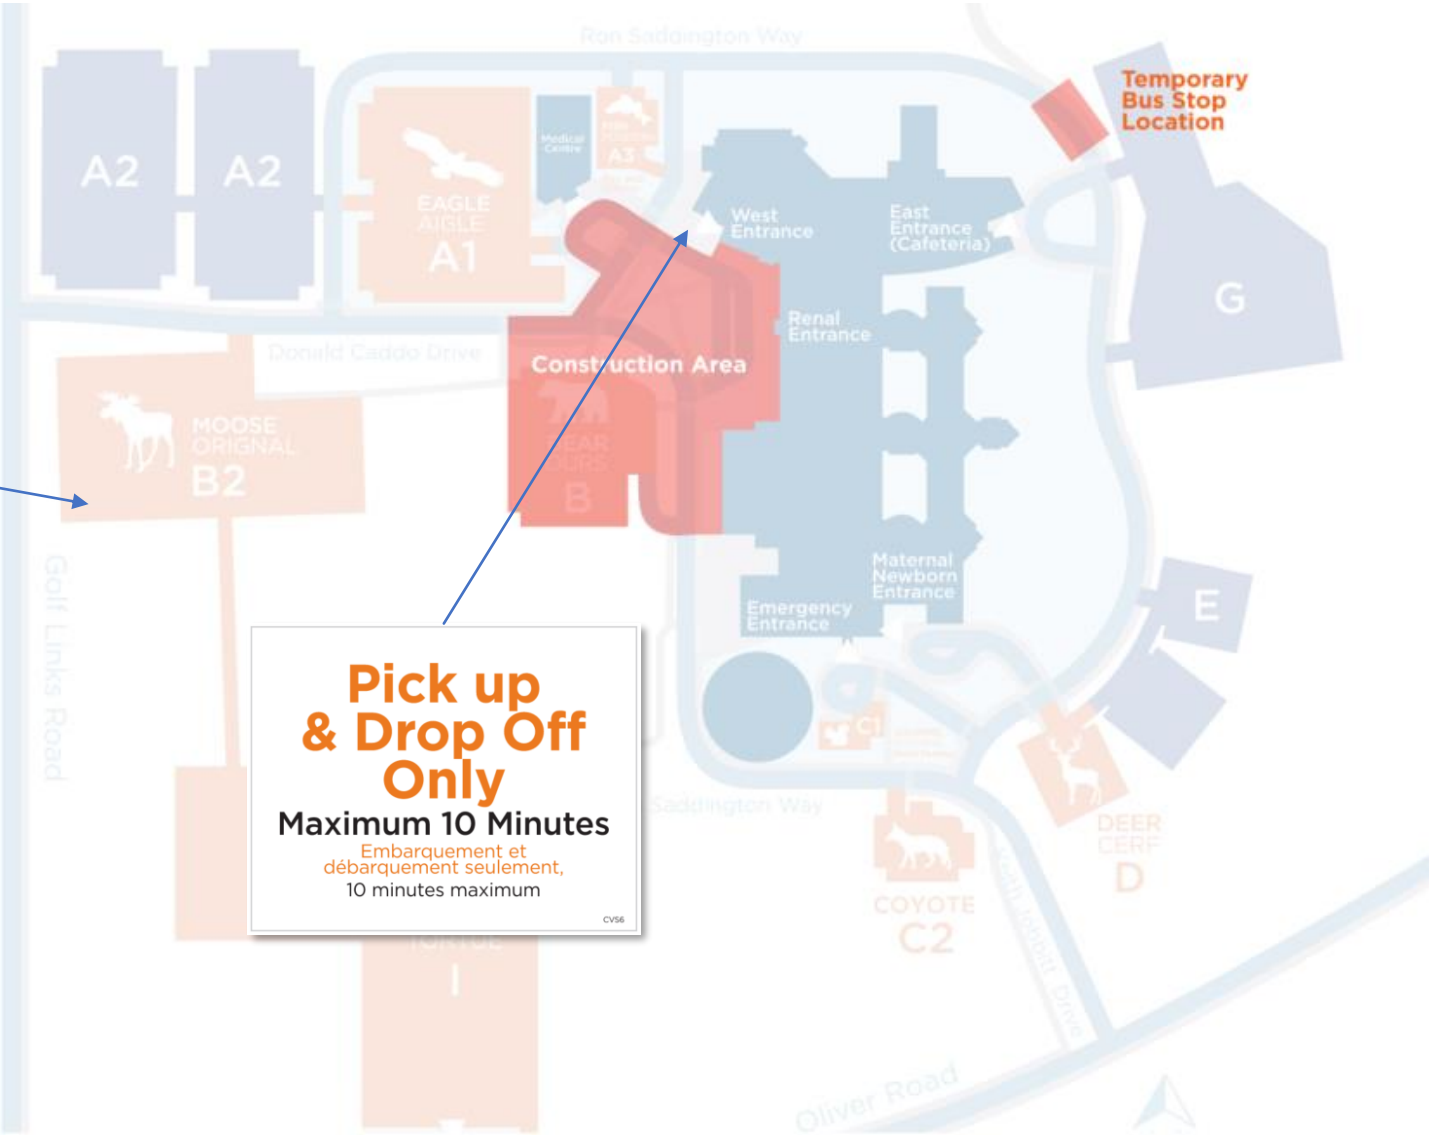 Ron Saddington Way
Temporary
Bus Stop
Location
A2
A2
EAGLE
AIGLE
A1
Medical
Centre
A3
West
Entrance
East
Entrance
(Cafeteria)
G
Renal
Entrance
Donald Caddo Drive
Construction Area
MOOSE
ORIGNAL
B2
BEAR
OURS
B
Golf Links Road
Maternal
Newborn
Entrance
Emergency
Entrance
E
Pick up
& Drop Off
Only
Maximum 10 Minutes
Embarquement et
débarquement seulement,
10 minutes maximum
CVS6
C1
Saddington Way
DEER
CERF
D
COYOTE
C2
TORTUE
I
Oliver Road